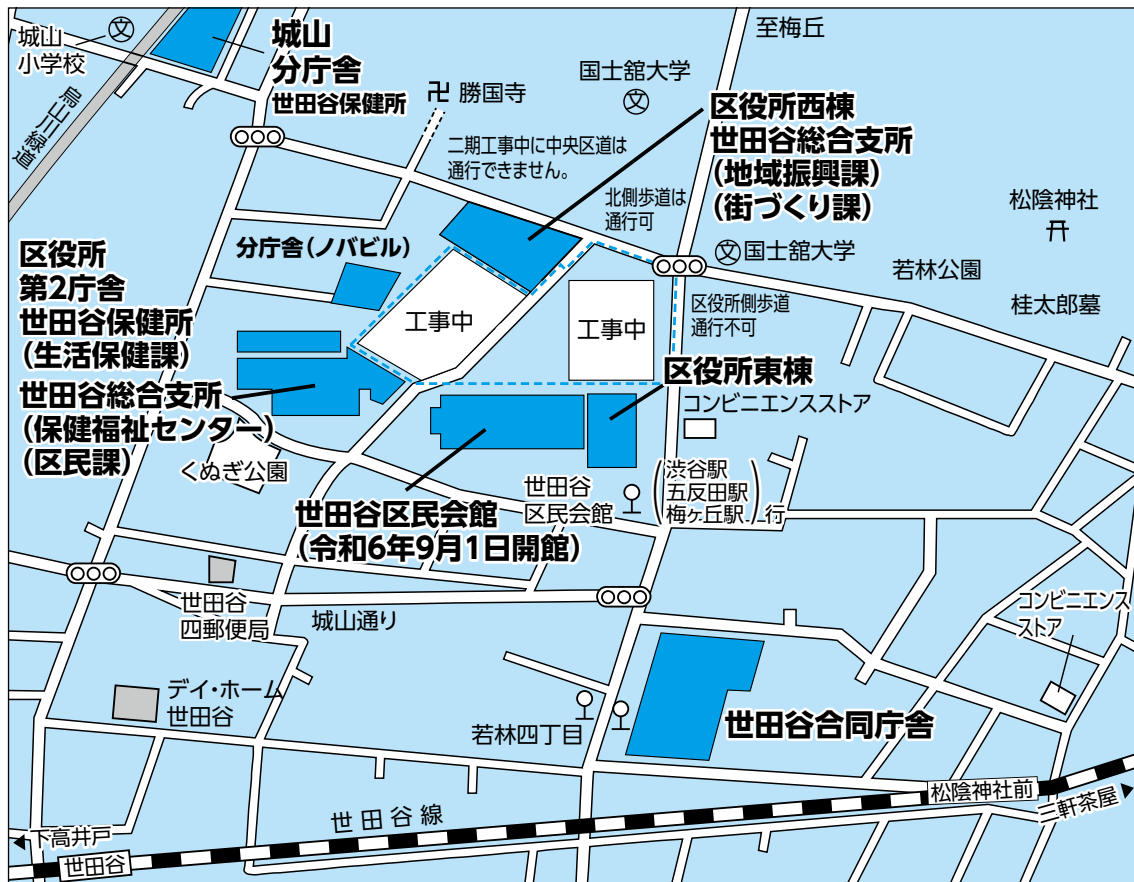 城山
小学校
烏山川緑道
城山
分庁舎
世田谷保健所
勝国寺
国士舘大学
至梅丘
二期工事中に中央区道は
通行できません。
区役所西棟
世田谷総合支所
(地域振興課)
(街づくり課)
北側歩道は
通行可
松陰神社
国士舘大学
若林公園
桂太郎墓
分庁舎(ノバビル)
区役所
第2庁舎
世田谷保健所
(生活保健課)
世田谷総合支所
(保健福祉センター)
(区民課)
工事中
工事中
区役所側歩道
通行不可
区役所東棟
コンビニエンスストア
くぬぎ公園
世田谷
区民会館
(渋谷駅
五反田駅
梅ヶ丘駅)行
世田谷区民会館
(令和6年9月1日開館)
世田谷
四郵便局
城山通り
コンビニエンス
ストア
デイ・ホーム
世田谷
若林四丁目
世田谷合同庁舎
世田谷線
松陰神社前
三軒茶屋
下高井戸
世田谷